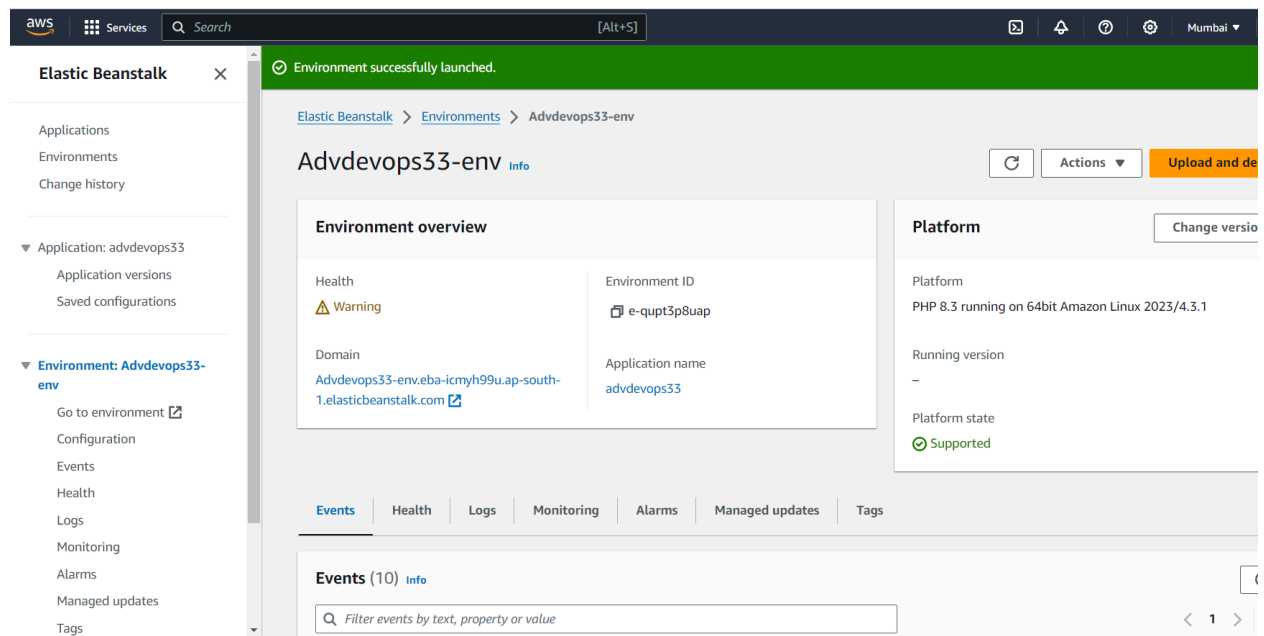 aws
Services
Search
[Alt+S]
Mumbai
Elastic Beanstalk
Applications
Environments
Change history
Application: advdevops33
Application versions
Saved configurations
Environment: Advdevops33-
env
Go to environment
Configuration
Events
Health
Logs
Monitoring
Alarms
Managed updates
Tags
Environment successfully launched.
Elastic Beanstalk > Environments > Advdevops33-env
Advdevops33-env Info
Actions
Upload and de
Environment overview
Health
Warning
Domain
Advdevops33-env.eba-icmyh99u.ap-south-
1.elasticbeanstalk.com
Environment ID
e-qupt3p8uap
Application name
advdevops33
Platform
Change versio
Platform
PHP 8.3 running on 64bit Amazon Linux 2023/4.3.1
Running version
–
Platform state
Supported
Events
Health
Logs
Monitoring
Alarms
Managed updates
Tags
Events (10) Info
Filter events by text, property or value
1